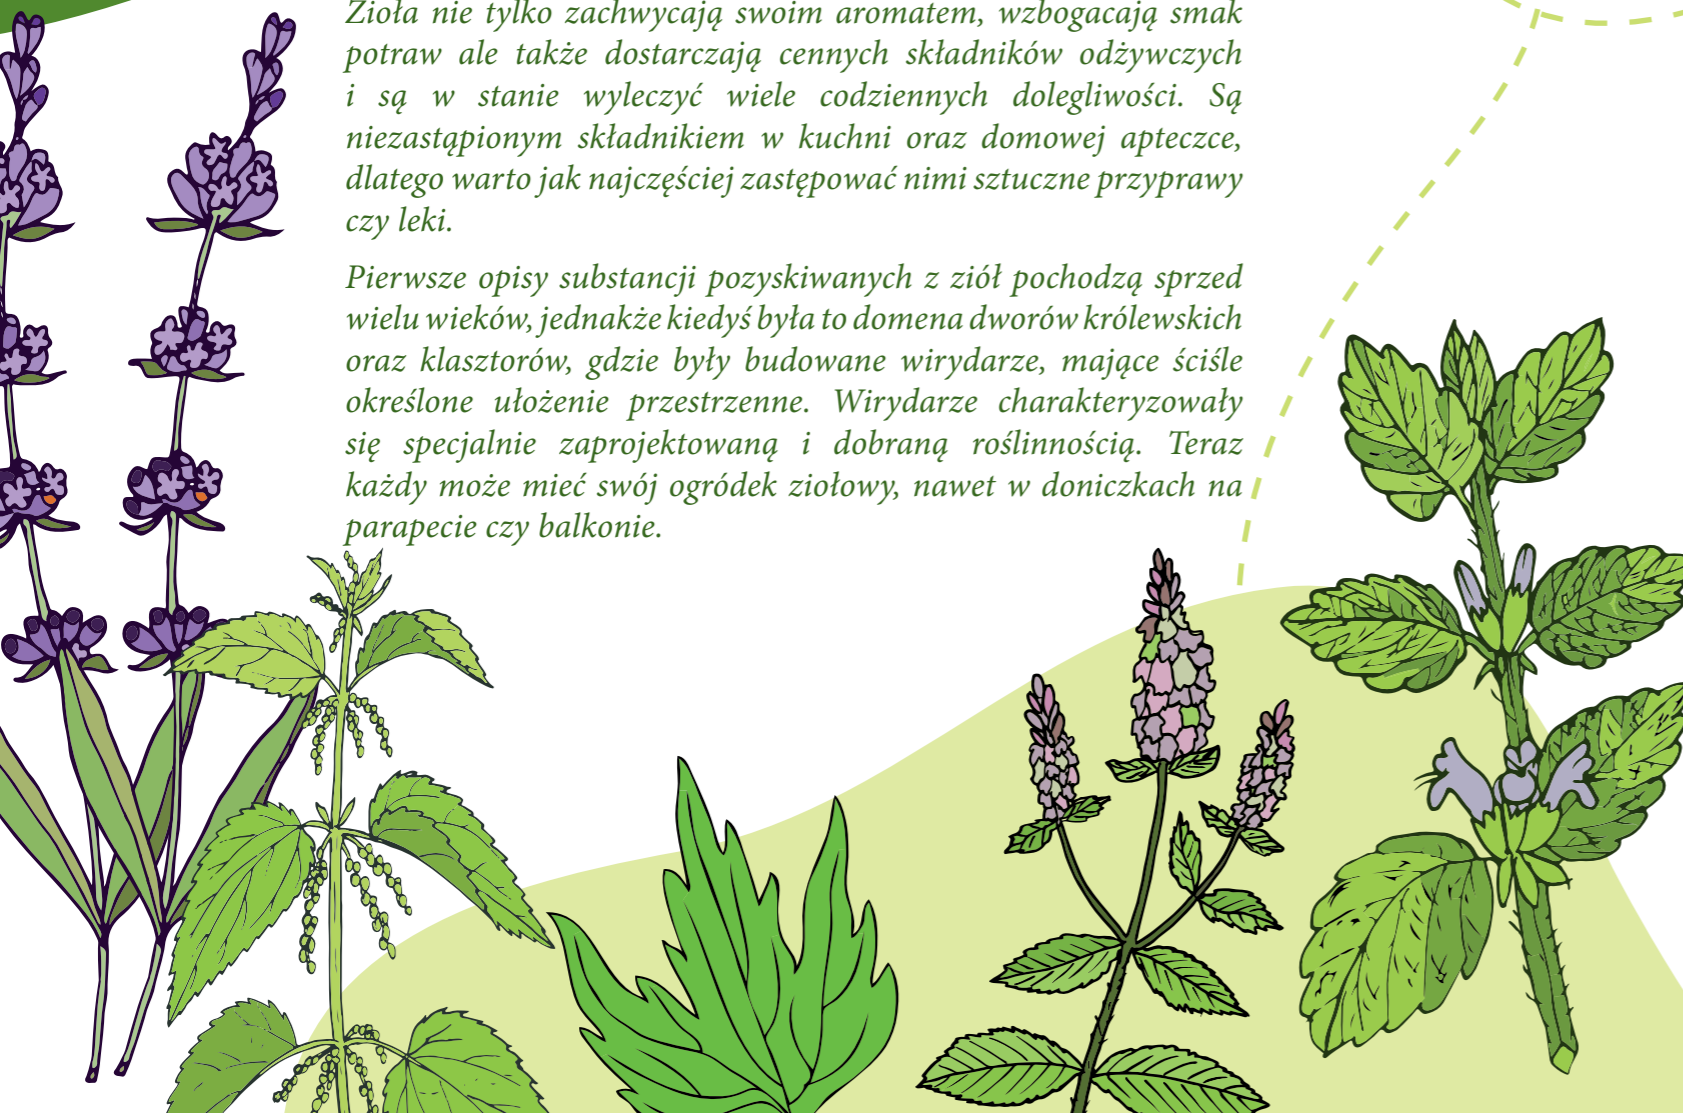 Zioła nie tylko zachwycają swoim aromatem, wzbogacają smak
potraw ale także dostarczają cennych składników odżywczych
i są w stanie wyleczyć wiele codziennych dolegliwości. Są
niezastąpionym składnikiem w kuchni oraz domowej apteczce,
dlatego warto jak najczęściej zastępować nimi sztuczne przyprawy
czy leki.
Pierwsze opisy substancji pozyskiwanych z ziół pochodzą sprzed
wielu wieków, jednakże kiedyś była to domena dworów królewskich
oraz klasztorów, gdzie były budowane wirydarze, mające ściśle
określone ułożenie przestrzenne. Wirydarze charakteryzowały
się specjalnie zaprojektowaną i dobraną roślinnością. Teraz
każdy może mieć swój ogródek ziołowy, nawet w doniczkach na
parapecie czy balkonie.